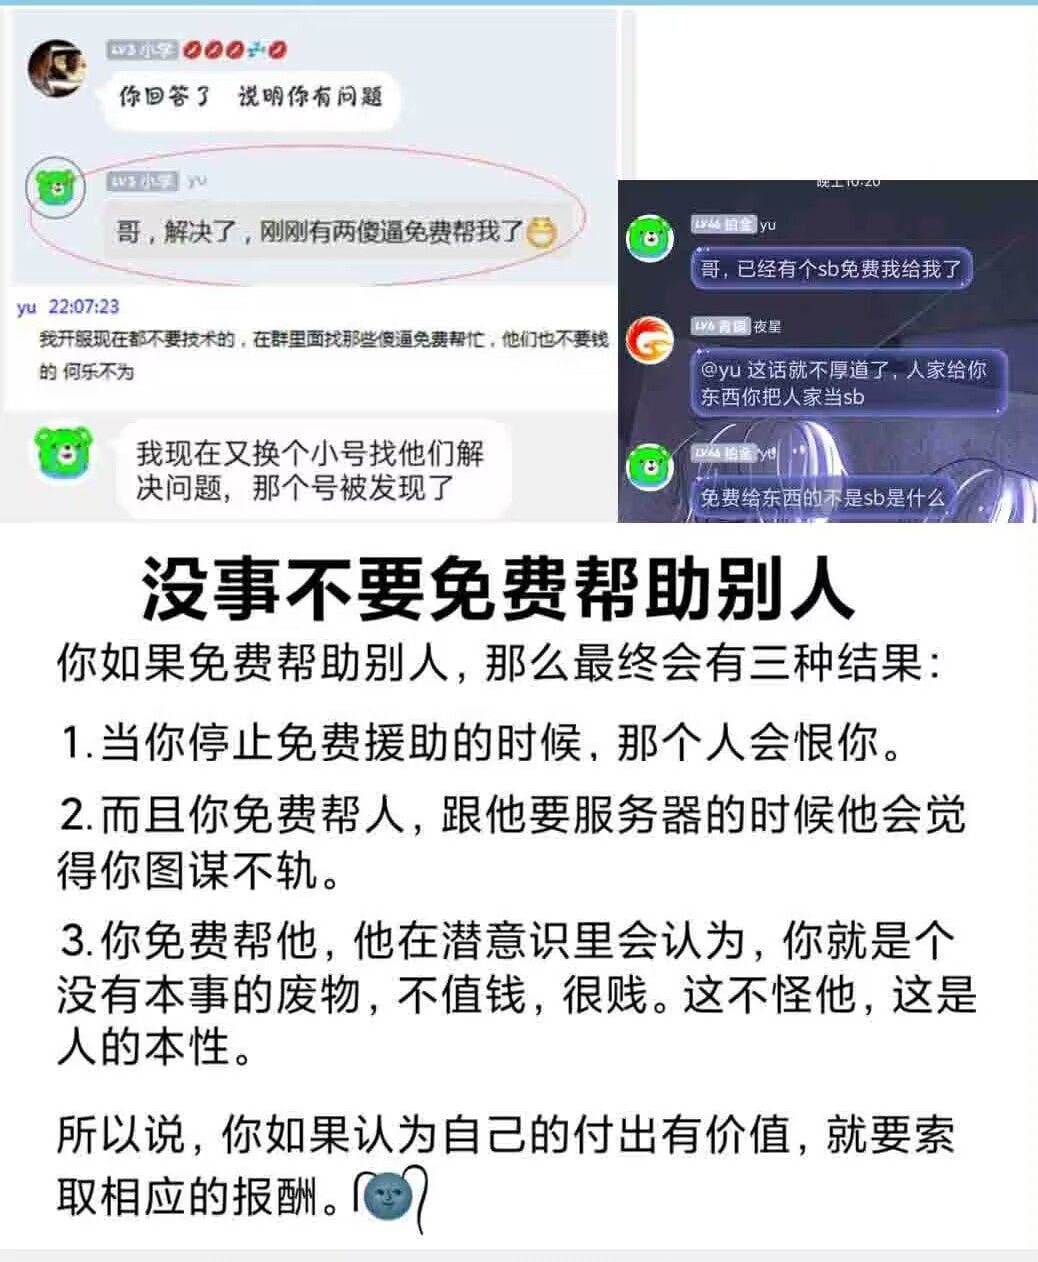 LV3 小学
你回答了 说明你有问题
LV3 小学 yu
哥，解决了，刚刚有两傻逼免费帮我了
yu 22:07:23
我开服现在都不要技术的，在群里面找那些傻逼免费帮忙，他们也不要钱
的 何乐不为
我现在又换个小号找他们解
决问题，那个号被发现了
晚上10:20
LV46 铂金 yu
哥，已经有个sb免费我给我了
LV6 青铜 夜星
@yu 这话就不厚道了，人家给你
东西你把人家当sb
LV46 铂金 yu
免费给东西的不是sb是什么
没事不要免费帮助别人
你如果免费帮助别人，那么最终会有三种结果：
1.当你停止免费援助的时候，那个人会恨你。
2.而且你免费帮人，跟他要服务器的时候他会觉
得你图谋不轨。
3.你免费帮他，他在潜意识里会认为，你就是个
没有本事的废物，不值钱，很贱。这不怪他，这是
人的本性。
所以说，你如果认为自己的付出有价值，就要索
取相应的报酬。